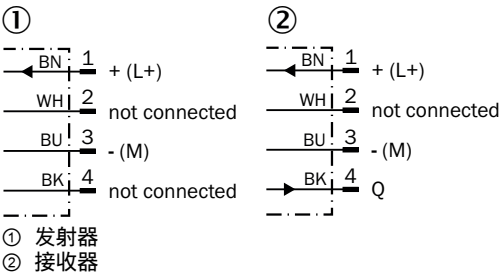 ① ②
BN 1 + (L+) BN 1 + (L+)
WH 2 not connected WH 2 not connected
BU 3 - (M) BU 3 - (M)
BK 4 not connected BK 4 Q
① 发射器
② 接收器